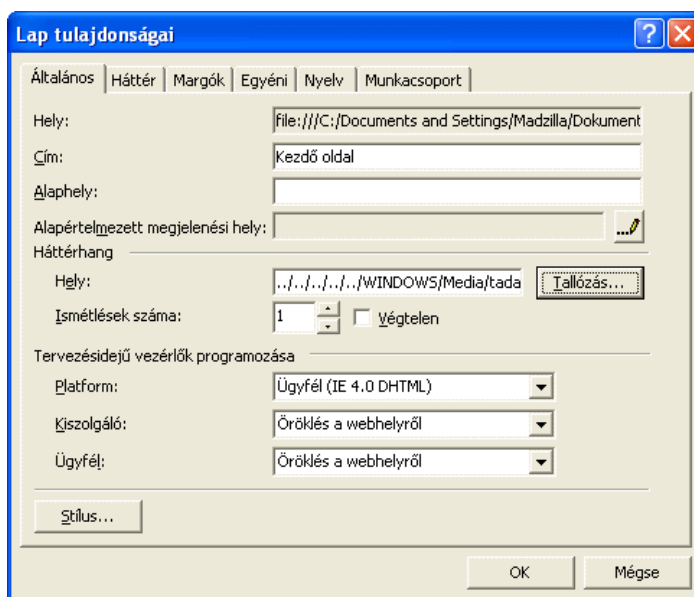 Lap tulajdonságai
Általános Háttér Margók Egyéni Nyelv Munkacsoport
Hely: file:///C:/Documents and Settings/Madzilla/Dokument
Cím: Kezdő oldal
Alaphely:
Alapértelmezett megjelenési hely: ...
Háttérhang
Hely: ../../../../../WINDOWS/Media/tada Tallózás...
Ismétlések száma: 1 Végtelen
Tervezésidejű vezérlők programozása
Platform: Ügyfél (IE 4.0 DHTML)
Kiszolgáló: Öröklés a webhelyről
Ügyfél: Öröklés a webhelyről
Stílus...
OK Mégse